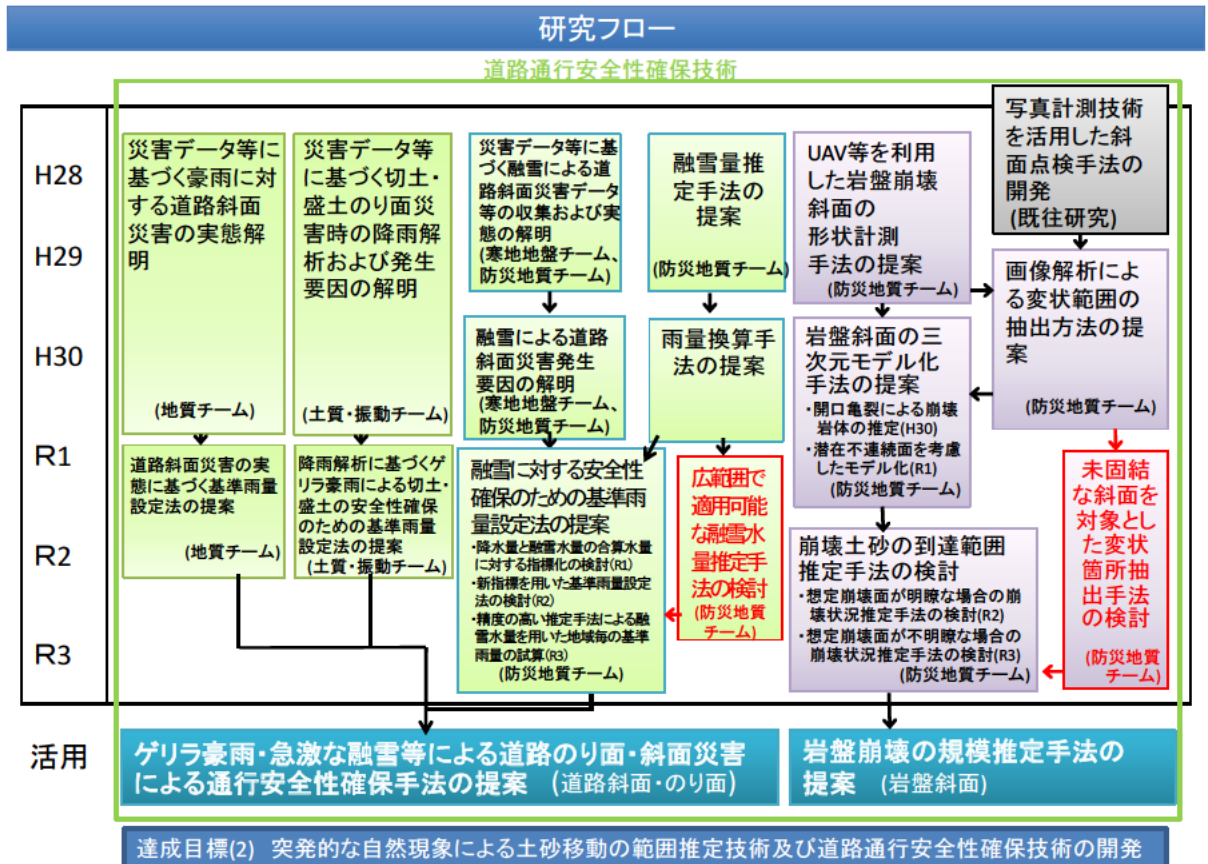 研究フロー
道路通行安全性確保技術
H28
H29
H30
R1
R2
R3
活用
災害データ等に
基づく豪雨に対
する道路斜面
災害の実態解
明
(地質チーム)
道路斜面災害の実
態に基づく基準雨量
設定法の提案
(地質チーム)
災害データ等
に基づく切土・
盛土のり面災
害時の降雨解
析および発生
要因の解明
(土質・振動チーム)
降雨解析に基づくゲ
リラ豪雨による切土・
盛土の安全性確保
のための基準雨量
設定法の提案
(土質・振動チーム)
災害データ等に基
づく融雪による道
路斜面災害データ
等の収集および実
態の解明
(寒地地盤チーム、
防災地質チーム)
融雪による道路
斜面災害発生
要因の解明
(寒地地盤チーム、
防災地質チーム)
融雪に対する安全性
確保のための基準雨
量設定法の提案
・降水量と融雪水量の合算水量
に対する指標化の検討(R1)
・新指標を用いた基準雨量設定
法の検討(R2)
・精度の高い推定手法による融
雪水量を用いた地域毎の基準
雨量の試算(R3)
(防災地質チーム)
融雪量推
定手法の
提案
(防災地質チーム)
雨量換算手
法の提案
広範囲で
適用可能
な融雪水
量推定手
法の検討
(防災地質
チーム)
UAV等を利用
した岩盤崩壊
斜面の
形状計測
手法の提案
(防災地質チーム)
岩盤斜面の三
次元モデル化
手法の提案
・開口亀裂による崩壊
岩体の推定(H30)
・潜在不連続面を考慮
したモデル化(R1)
(防災地質チーム)
崩壊土砂の到達範囲
推定手法の検討
・想定崩壊面が明瞭な場合の崩
壊状況推定手法の検討(R2)
・想定崩壊面が不明瞭な場合の
崩壊状況推定手法の検討(R3)
(防災地質チーム)
写真計測技術
を活用した斜
面点検手法の
開発
(既往研究)
画像解析によ
る変状範囲の
抽出方法の提
案
(防災地質チーム)
未固結
な斜面を
対象とし
た変状
箇所抽
出手法
の検討
(防災地質
チーム)
ゲリラ豪雨・急激な融雪等による道路のり面・斜面災害
による通行安全性確保手法の提案 (道路斜面・のり面)
岩盤崩壊の規模推定手法の
提案 (岩盤斜面)
達成目標(2) 突発的な自然現象による土砂移動の範囲推定技術及び道路通行安全性確保技術の開発